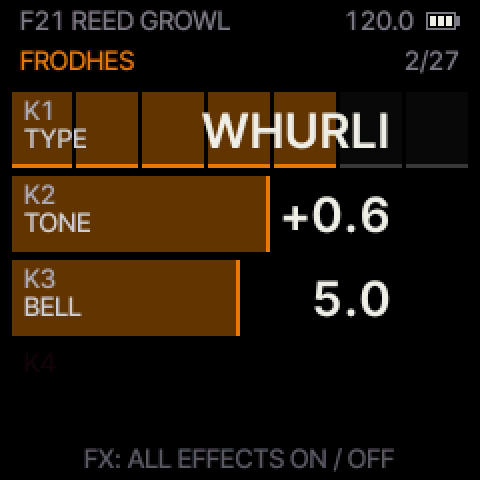 F21 REED GROWL 120.0
FRODHES 2/27
K1
TYPE WHURLI
K2
TONE +0.6
K3
BELL 5.0
K4
FX: ALL EFFECTS ON / OFF